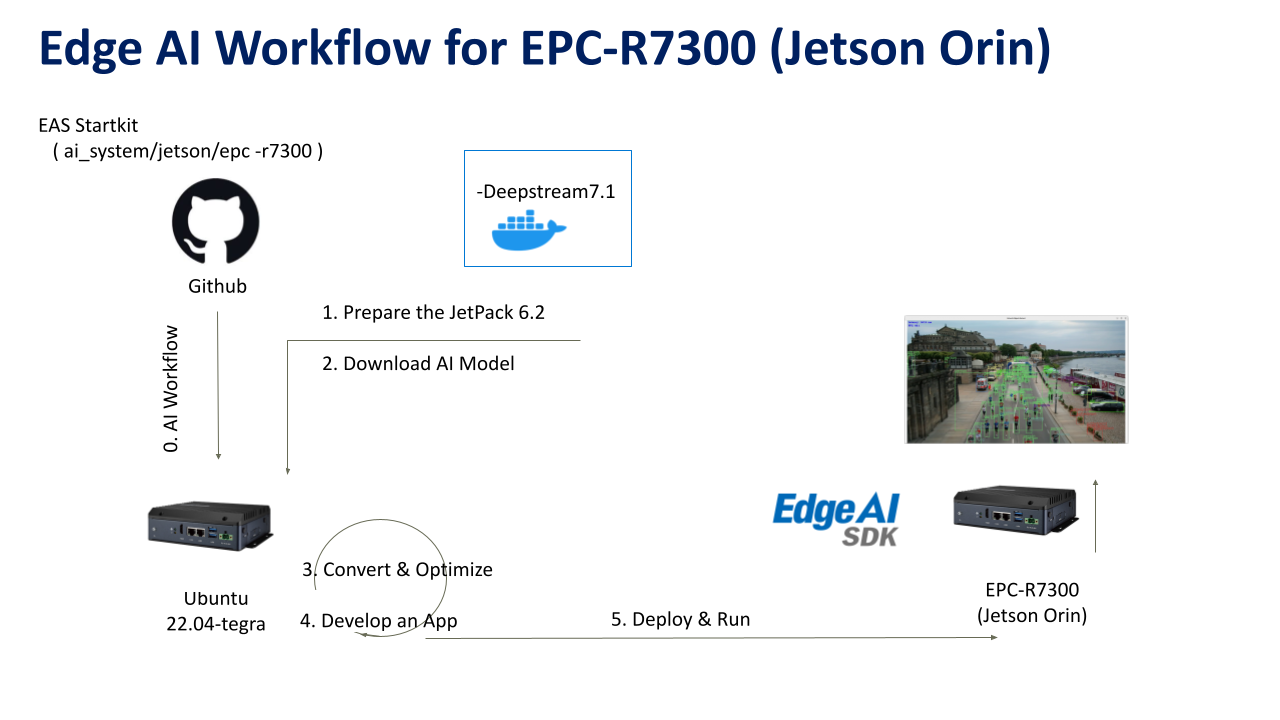 Edge AI Workflow for EPC-R7300 (Jetson Orin)
EAS Startkit
( ai_system/jetson/epc -r7300 )
-Deepstream7.1
Github
0. AI Workflow
1. Prepare the JetPack 6.2
2. Download AI Model
Edge AI
SDK
3. Convert & Optimize
4. Develop an App
5. Deploy & Run
Ubuntu
22.04-tegra
EPC-R7300
(Jetson Orin)